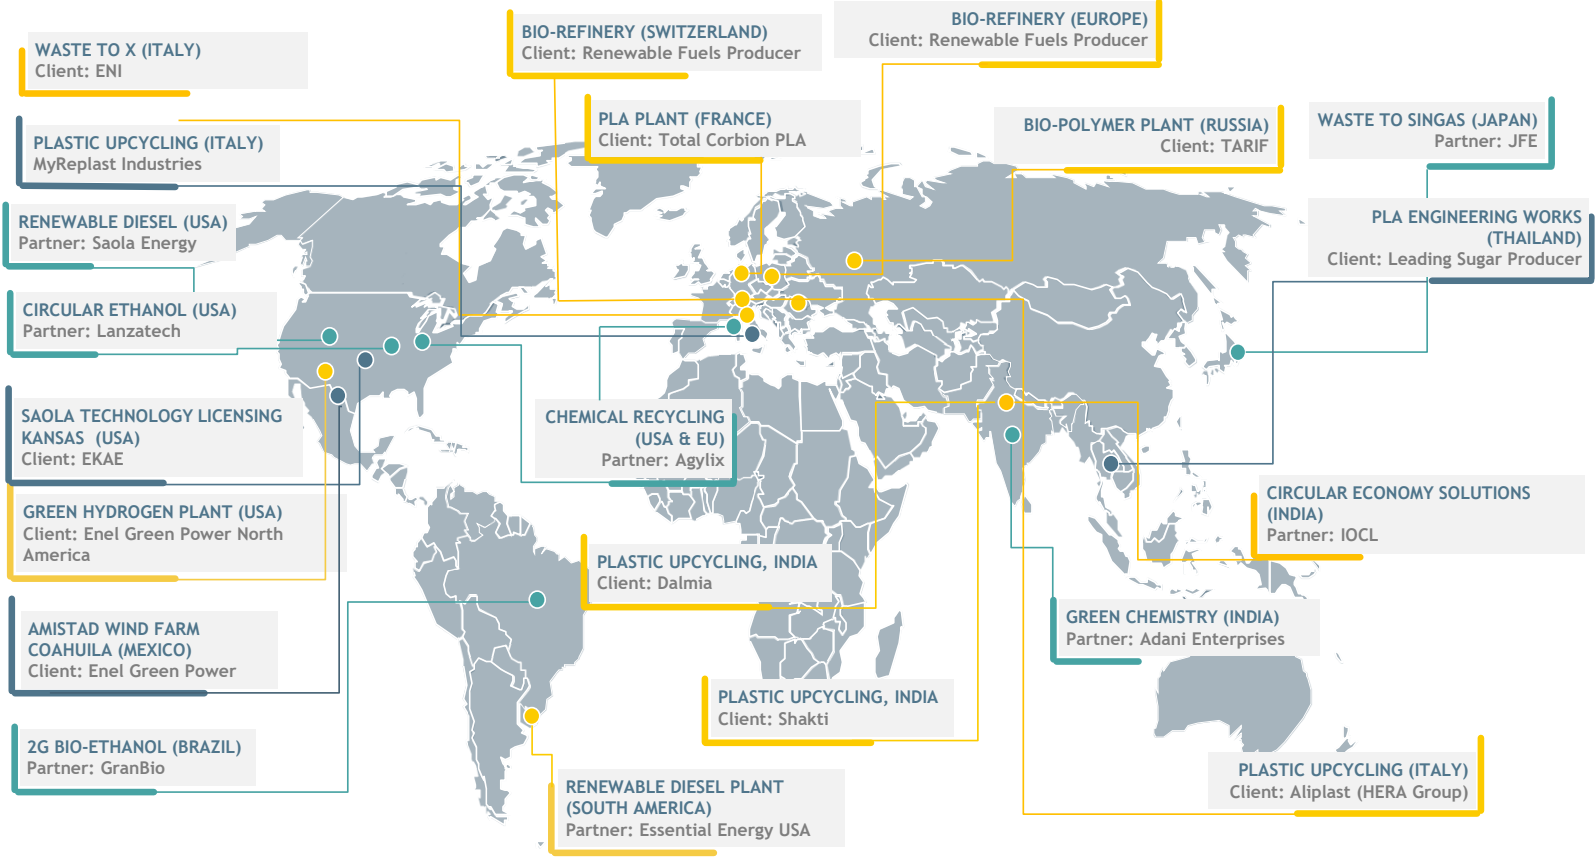 WASTE TO X (ITALY)
Client: ENI
BIO-REFINERY (SWITZERLAND)
Client: Renewable Fuels Producer
BIO-REFINERY (EUROPE)
Client: Renewable Fuels Producer
PLASTIC UPCYCLING (ITALY)
MyReplast Industries
PLA PLANT (FRANCE)
Client: Total Corbion PLA
BIO-POLYMER PLANT (RUSSIA)
Client: TARIF
WASTE TO SINGAS (JAPAN)
Partner: JFE
RENEWABLE DIESEL (USA)
Partner: Saola Energy
PLA ENGINEERING WORKS
(THAILAND)
Client: Leading Sugar Producer
CIRCULAR ETHANOL (USA)
Partner: Lanzatech
SAOLA TECHNOLOGY LICENSING
KANSAS (USA)
Client: EKAE
CHEMICAL RECYCLING
(USA & EU)
Partner: Agylix
GREEN HYDROGEN PLANT (USA)
Client: Enel Green Power North
America
CIRCULAR ECONOMY SOLUTIONS
(INDIA)
Partner: IOCL
PLASTIC UPCYCLING, INDIA
Client: Dalmia
AMISTAD WIND FARM
COAHUILA (MEXICO)
Client: Enel Green Power
GREEN CHEMISTRY (INDIA)
Partner: Adani Enterprises
PLASTIC UPCYCLING, INDIA
Client: Shakti
2G BIO-ETHANOL (BRAZIL)
Partner: GranBio
RENEWABLE DIESEL PLANT
(SOUTH AMERICA)
Partner: Essential Energy USA
PLASTIC UPCYCLING (ITALY)
Client: Aliplast (HERA Group)